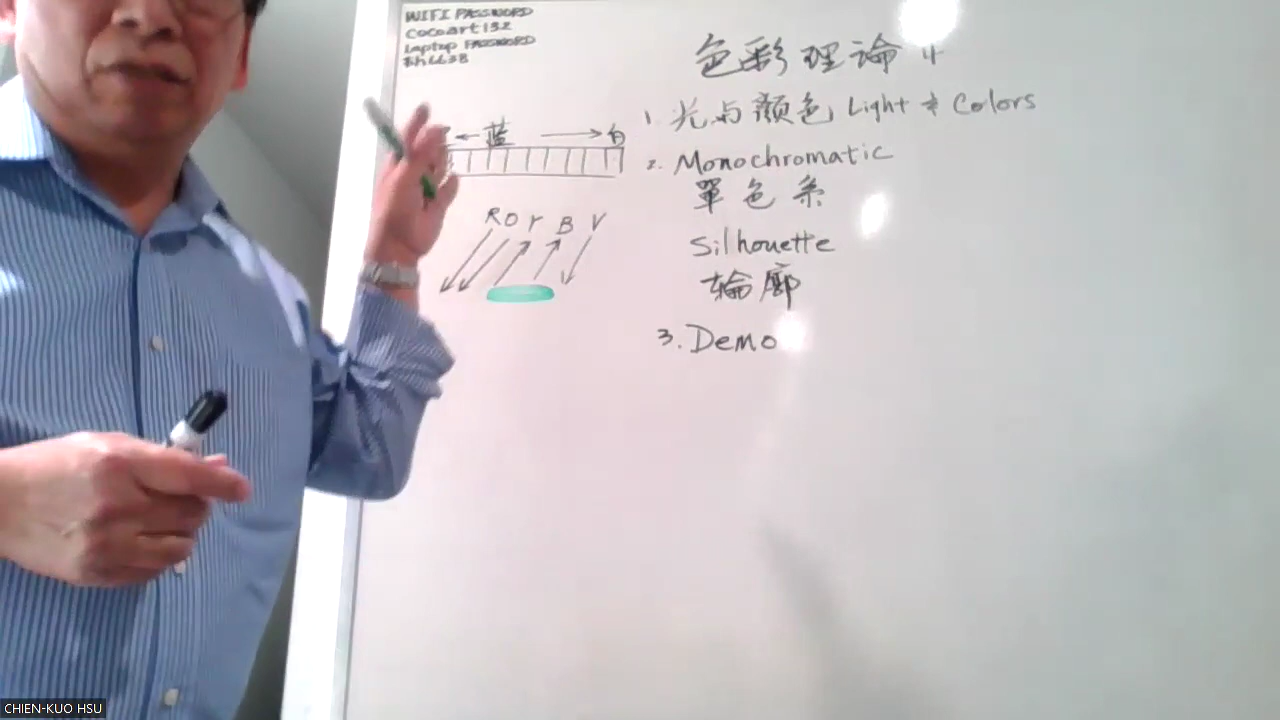 WIFI PASSWORD
cocoart132
Laptop PASSWORD
色彩理論 4
1. 光与颜色 Light & Colors
← 蓝 → 白
2. Monochromatic
單色系
R O Y B V
Silhouette
輪廓
3. Demo
CHIEN-KUO HSU